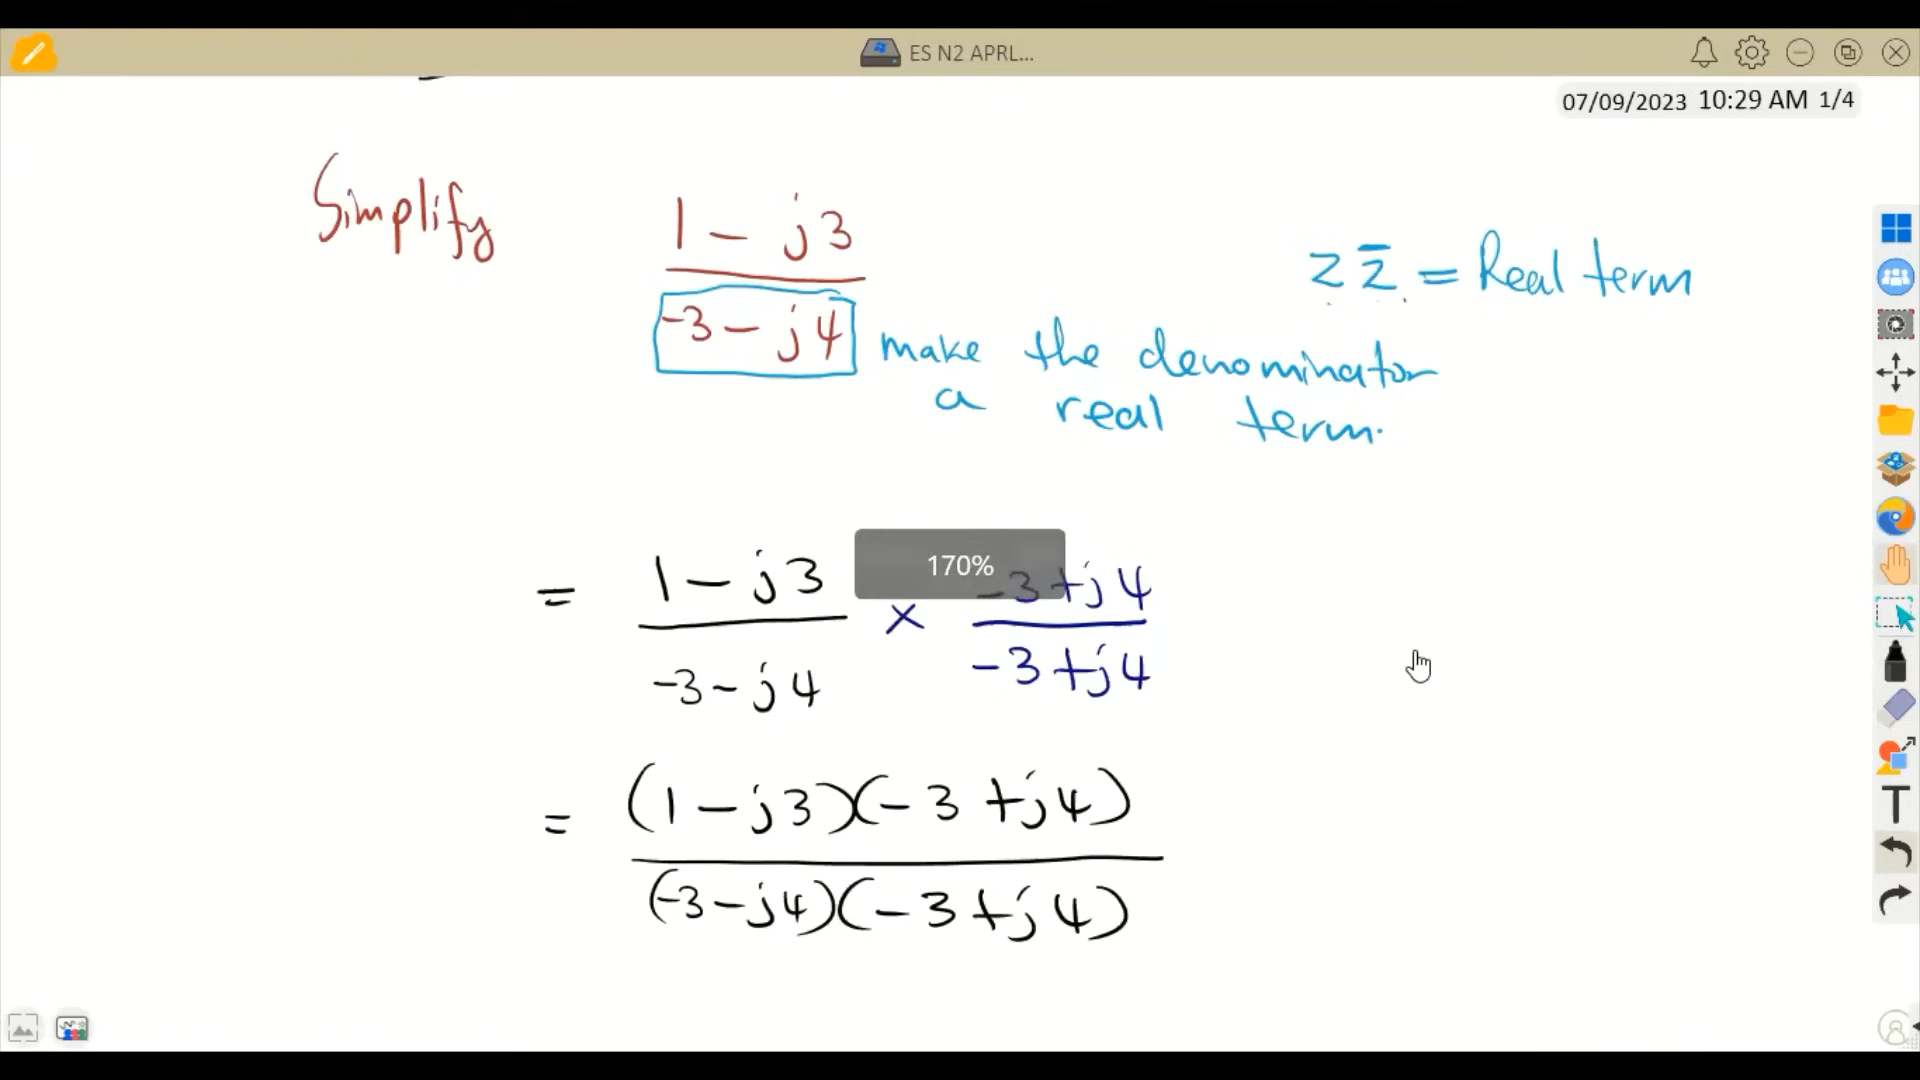 ES N2 APRL...
07/09/2023 10:29 AM 1/4
Simplify
1 - j3
-3 - j4
z z̄ = Real term
make the denominator
a real term.
170%
= 1 - j3 / -3 - j4 × -3 + j4 / -3 + j4
= (1 - j3)(-3 + j4)
(-3 - j4)(-3 + j4)
T